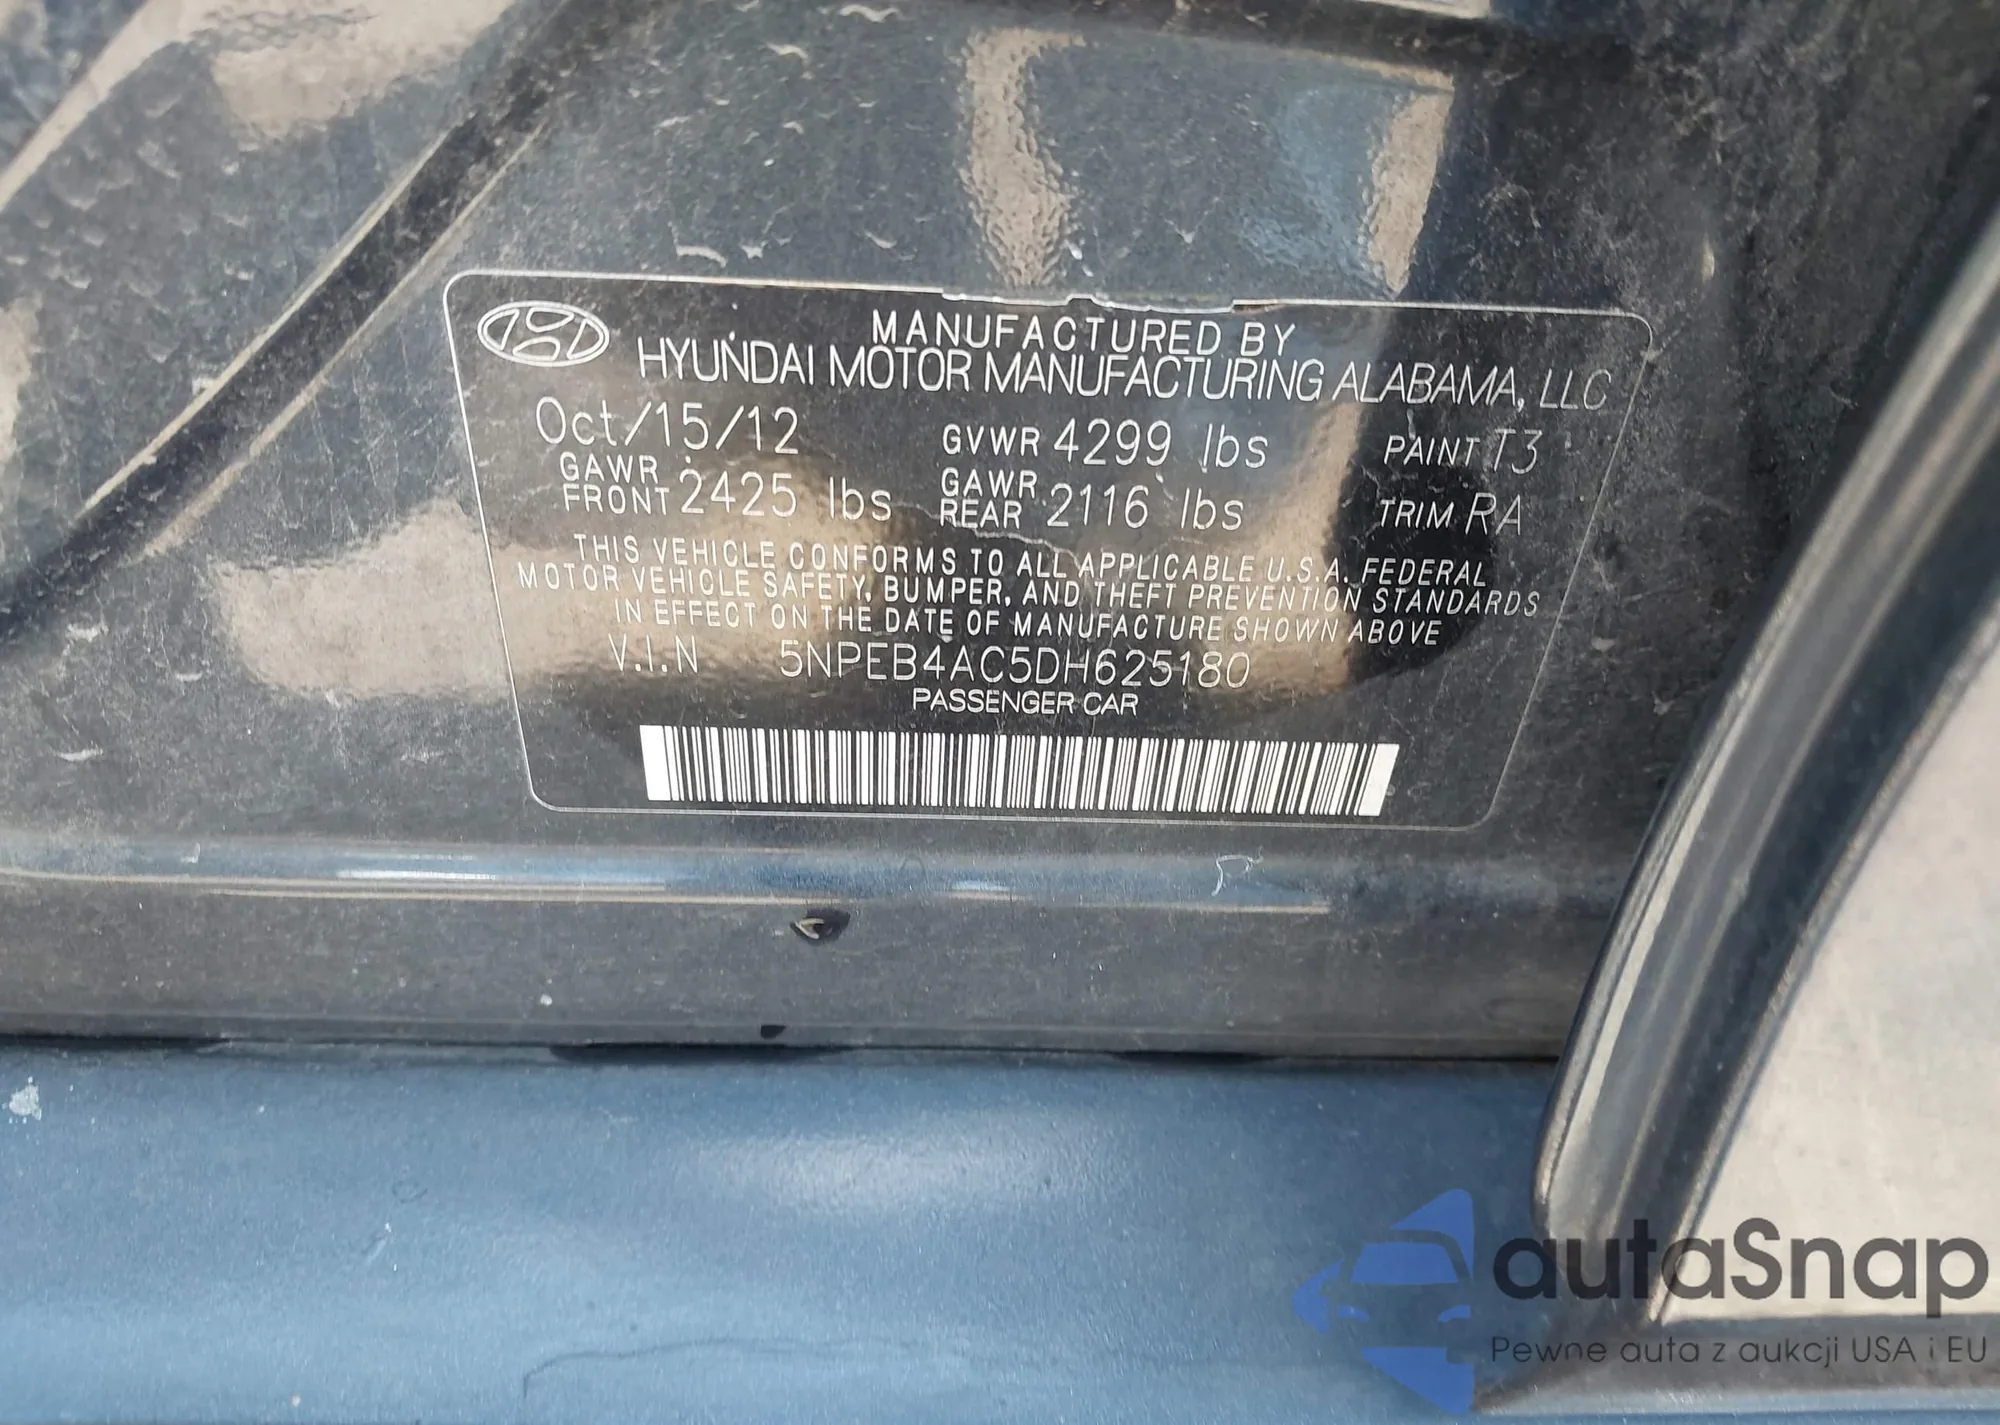 MANUFACTURED BY
HYUNDAI MOTOR MANUFACTURING ALABAMA, LLC
Oct/15/12 GVWR 4299 lbs PAINT T3
GAWR FRONT 2425 lbs GAWR REAR 2116 lbs TRIM RA
THIS VEHICLE CONFORMS TO ALL APPLICABLE U.S.A. FEDERAL
MOTOR VEHICLE SAFETY, BUMPER, AND THEFT PREVENTION STANDARDS
IN EFFECT ON THE DATE OF MANUFACTURE SHOWN ABOVE
V.I.N 5NPEB4AC5DH625180
PASSENGER CAR
autaSnap
Pewne auta z aukcji USA i EU